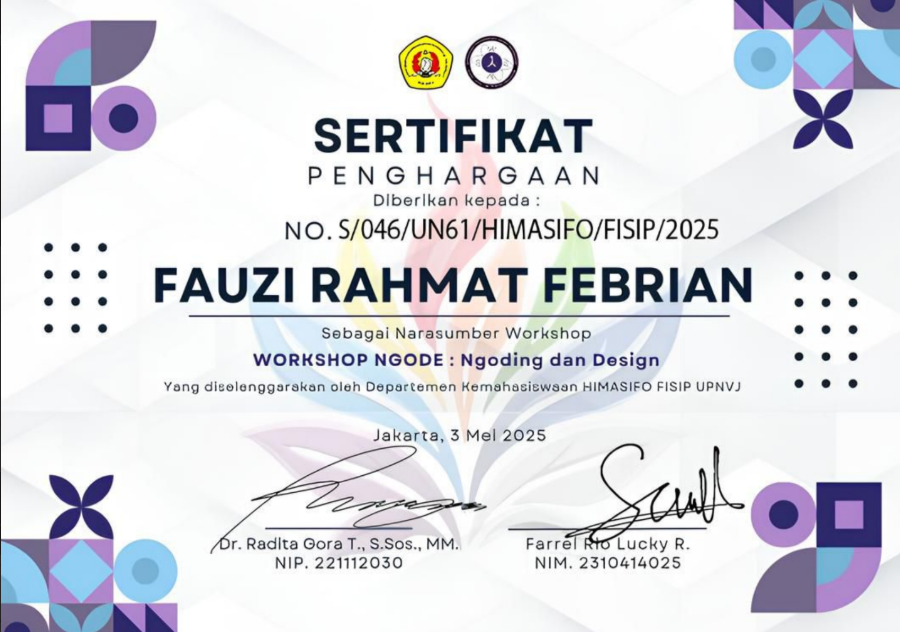 SERTIFIKAT
PENGHARGAAN
Diberikan kepada :
NO. S/046/UN61/HIMASIFO/FISIP/2025
FAUZI RAHMAT FEBRIAN
Sebagai Narasumber Workshop
WORKSHOP NGODE : Ngoding dan Design
Yang diselenggarakan oleh Departemen Kemahasiswaan HIMASIFO FISIP UPNVJ
Jakarta, 3 Mei 2025
Dr. Radita Gora T., S.Sos., MM.
NIP. 221112030
Farrel Rio Lucky R.
NIM. 2310414025